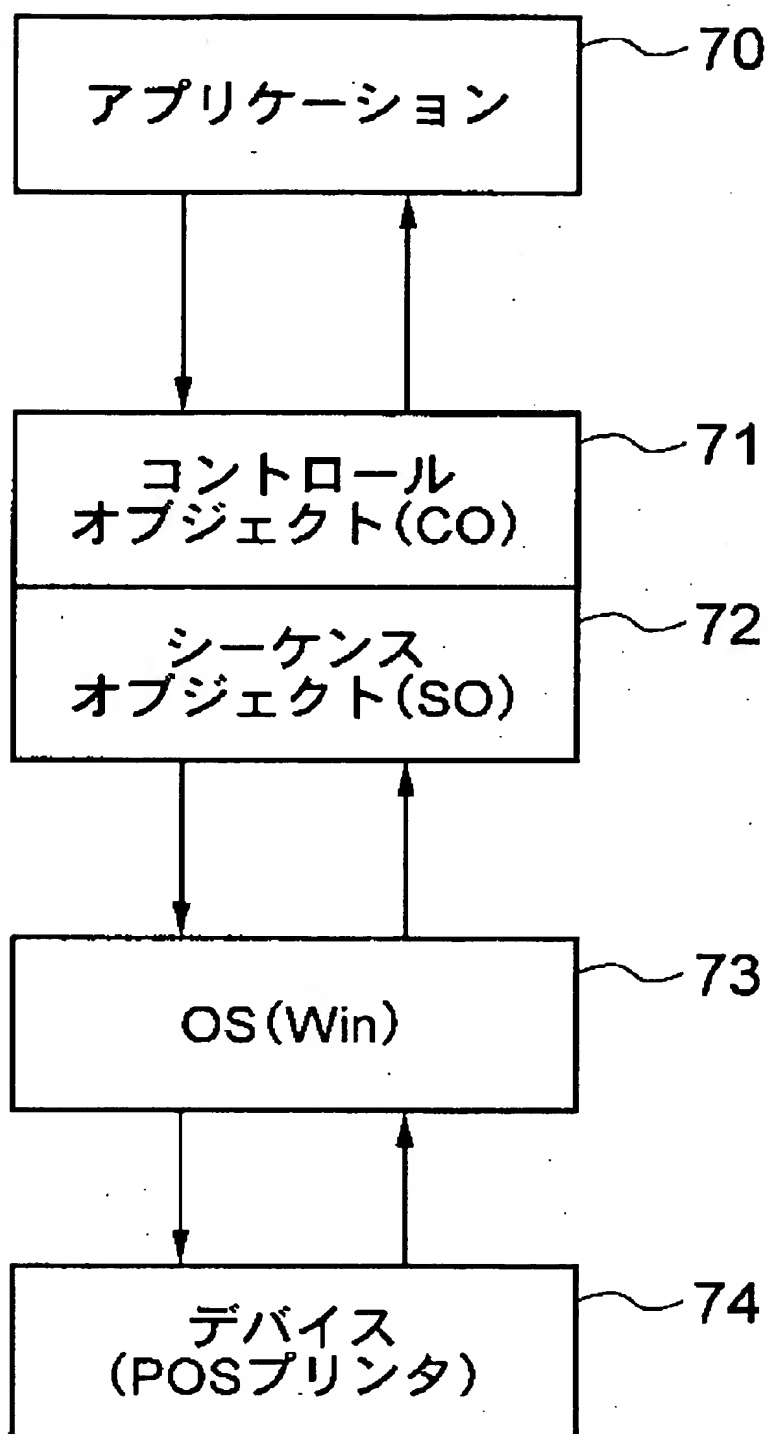 アプリケーション
70
コントロール
オブジェクト(CO)
71
シーケンス
オブジェクト(SO)
72
OS(Win)
73
デバイス
(POSプリンタ)
74